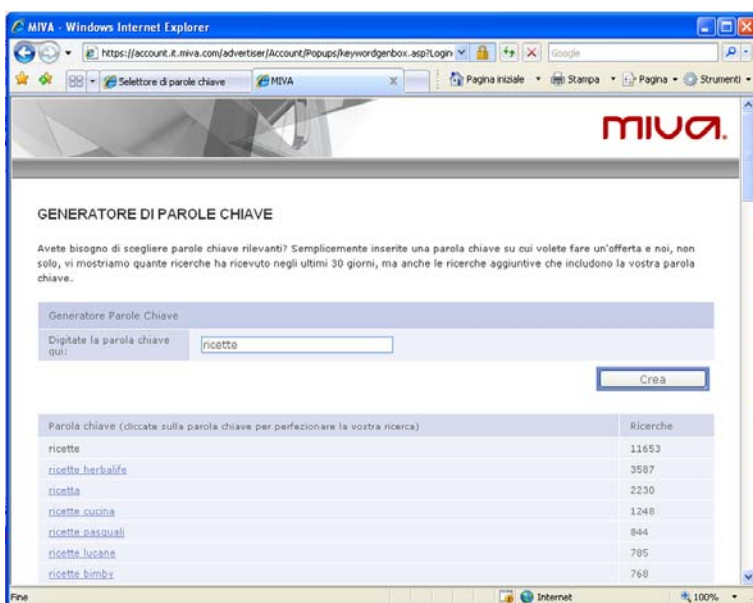 MIVA - Windows Internet Explorer
https://account.it.miva.com/advertiser/Account/Popups/keywordgenbox.asp?Login
Google
Selettore di parole chiave
MIVA
Pagina iniziale
Stampa
Pagina
Strumenti
MIVA.
GENERATORE DI PAROLE CHIAVE
Avete bisogno di scegliere parole chiave rilevanti? Semplicemente inserite una parola chiave su cui volete fare un'offerta e noi, non
solo, vi mostriamo quante ricerche ha ricevuto negli ultimi 30 giorni, ma anche le ricerche aggiuntive che includono la vostra parola
chiave.
Generatore Parole Chiave
Digitate la parola chiave
qui:
ricette
Crea
Parola chiave (cliccate sulla parola chiave per perfezionare la vostra ricerca) Ricerche
ricette 11653
ricette herbalife 3587
ricetta 2230
ricette cucina 1248
ricette pasquali 844
ricette lucane 785
ricette bimby 768
Fine
Internet
100%